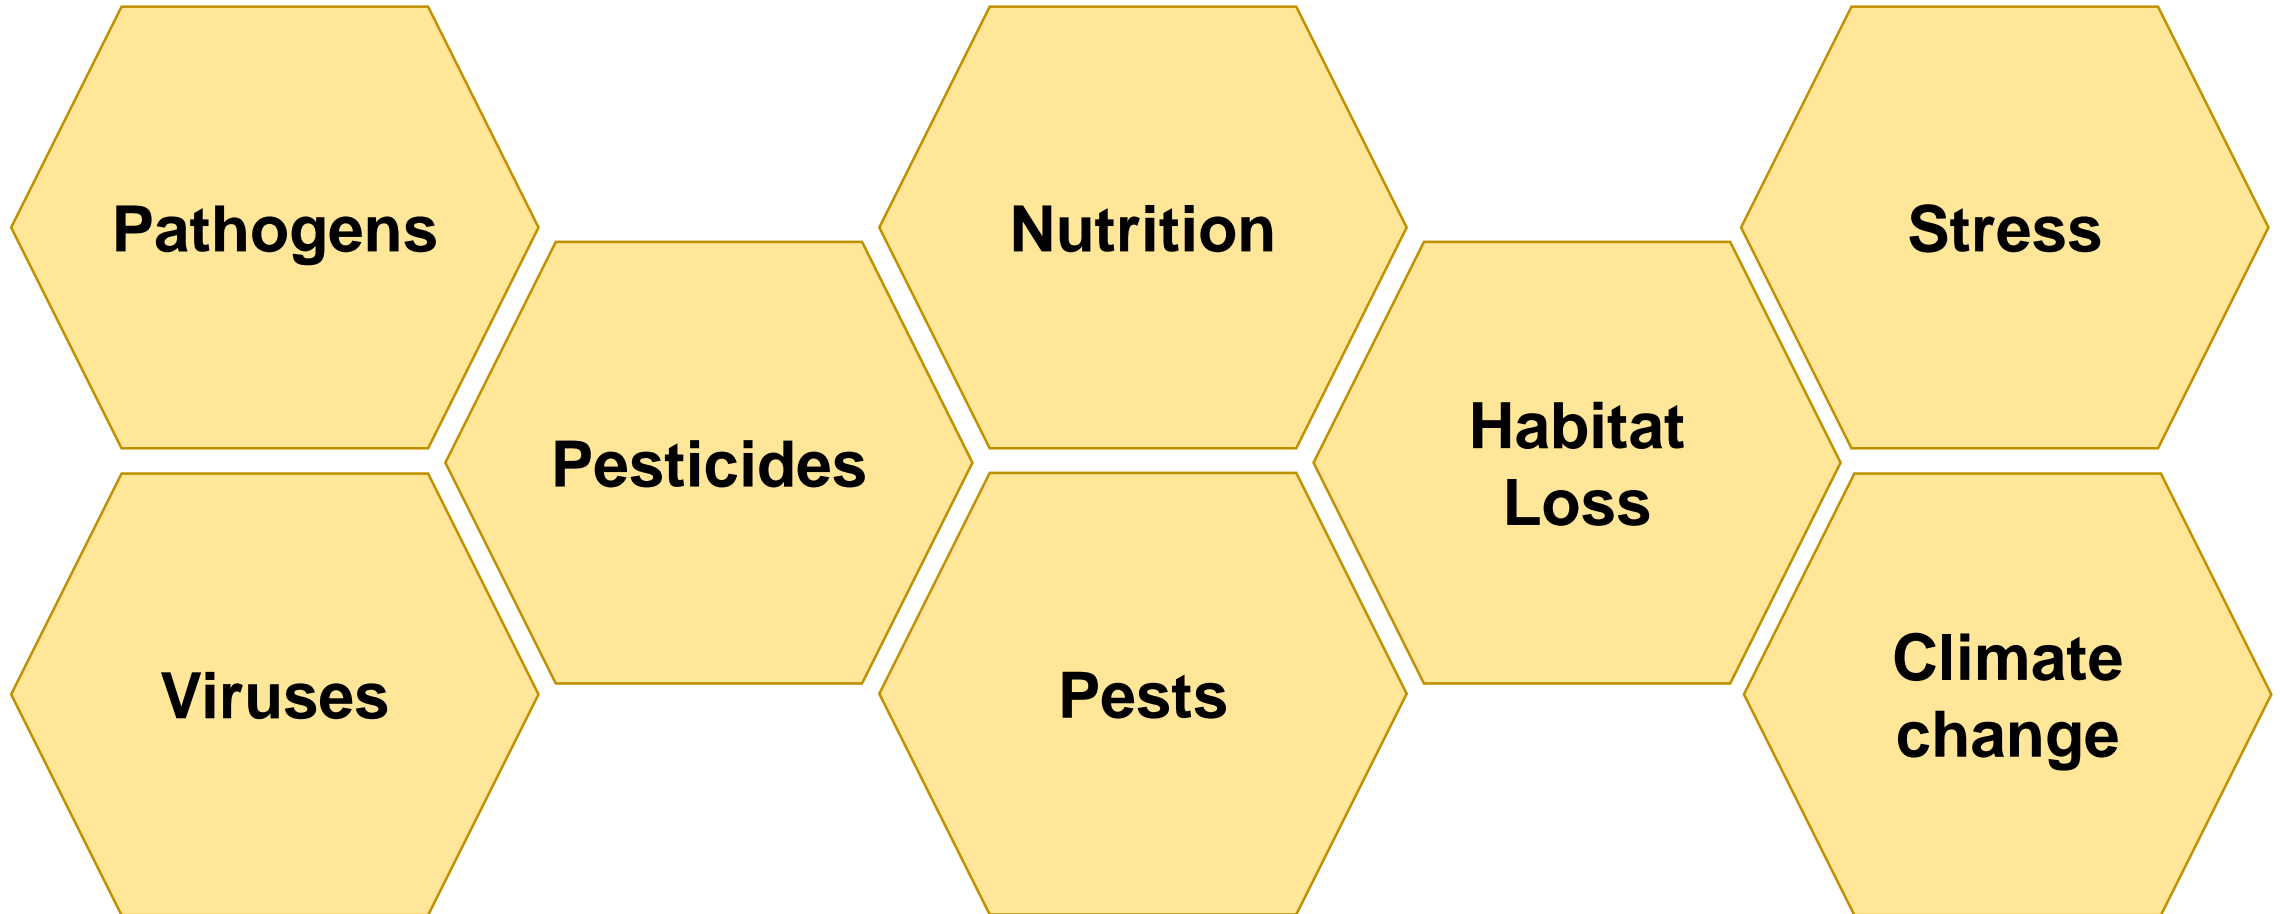 Pathogens
Nutrition
Stress
Pesticides
Habitat
Loss
Viruses
Pests
Climate
change